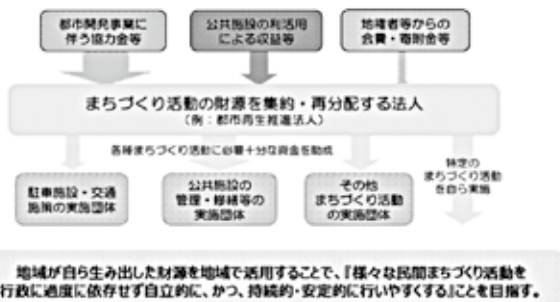 都市開発事業に
伴う協力金等
公共施設の利活用
による収益等
地権者等からの
会費・寄附金等
まちづくり活動の財源を集約・再分配する法人
(例:都市再生推進法人)
各種まちづくり活動に必要十分な資金を助成
特定の
まちづくり活動
を自ら実施
駐車施設・交通
施策の実施団体
公共施設の
管理・修繕等の
実施団体
その他
まちづくり活動
の実施団体
地域が自ら生み出した財源を地域で活用することで、『様々な民間まちづくり活動を
行政に過度に依存せず自立的に、かつ、持続的・安定的に行いやすくする』ことを目指す。